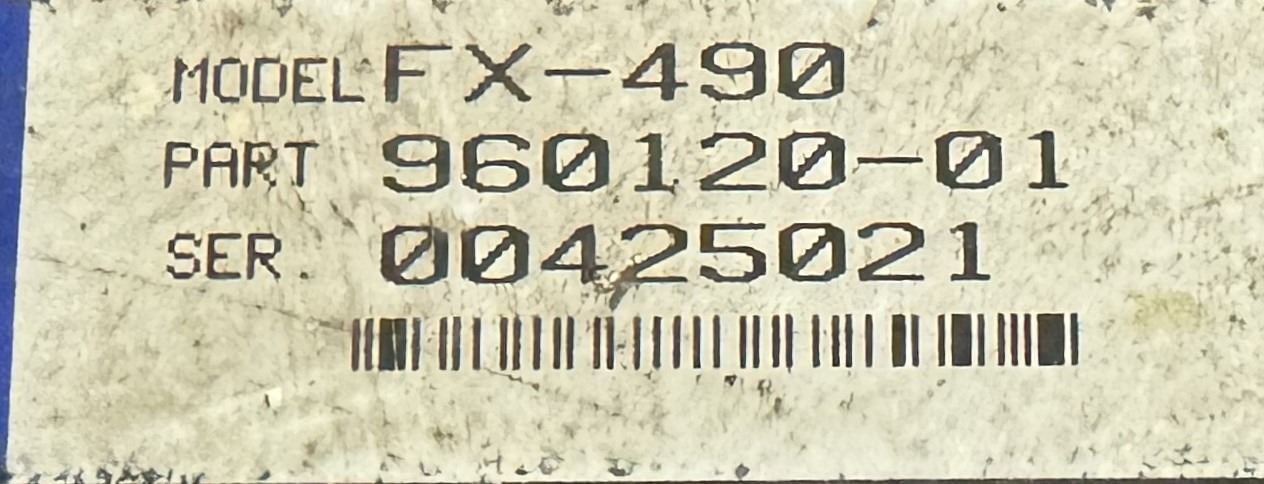 MODEL FX-490
PART 960120-01
SER. 00425021